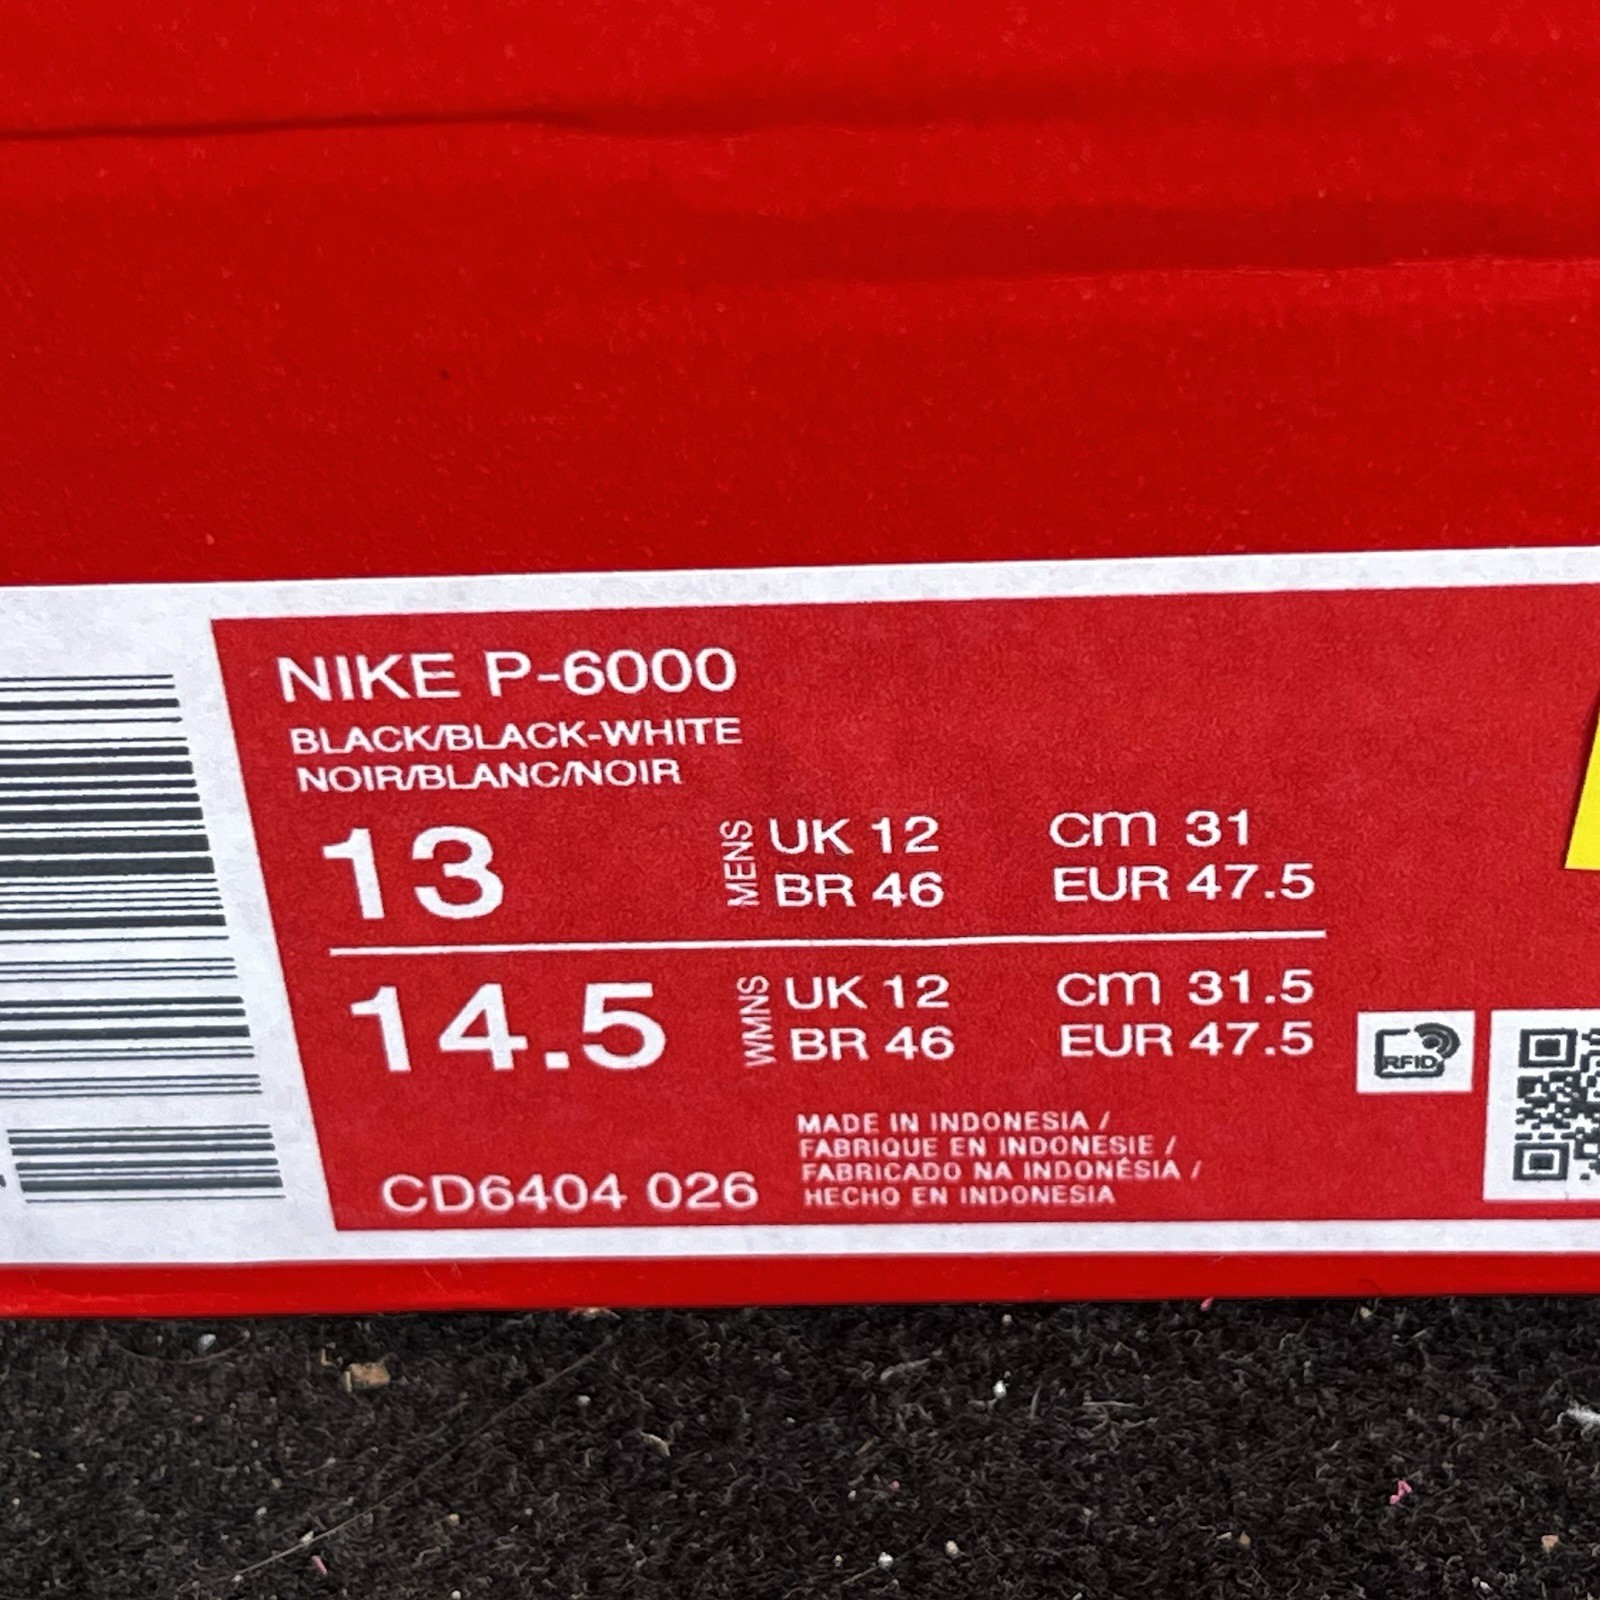 NIKE P-6000
BLACK/BLACK-WHITE
NOIR/BLANC/NOIR
13
MENS
UK 12
CM 31
BR 46
EUR 47.5
14.5
WMNS
UK 12
CM 31.5
BR 46
EUR 47.5
RFID
CD6404 026
MADE IN INDONESIA /
FABRIQUE EN INDONESIE /
FABRICADO NA INDONÉSIA /
HECHO EN INDONESIA